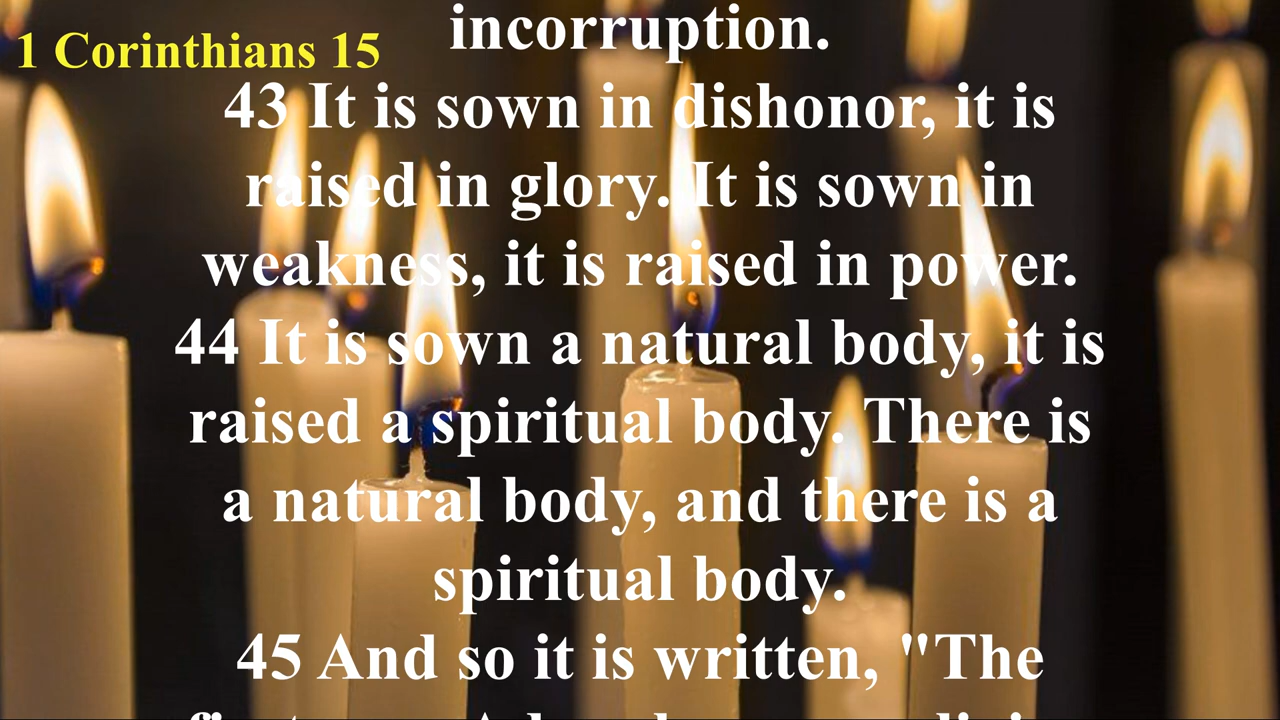 1 Corinthians 15
incorruption.
43 It is sown in dishonor, it is
raised in glory. It is sown in
weakness, it is raised in power.
44 It is sown a natural body, it is
raised a spiritual body. There is
a natural body, and there is a
spiritual body.
45 And so it is written, "The